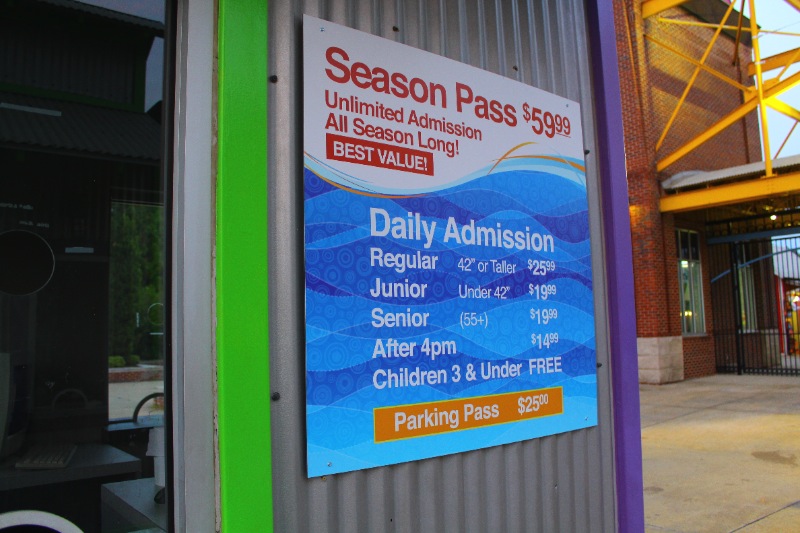 Season Pass $59.99
Unlimited Admission
All Season Long!
BEST VALUE!
Daily Admission
Regular 42" or Taller $25.99
Junior Under 42" $19.99
Senior (55+) $19.99
After 4pm $14.99
Children 3 & Under FREE
Parking Pass $25.00